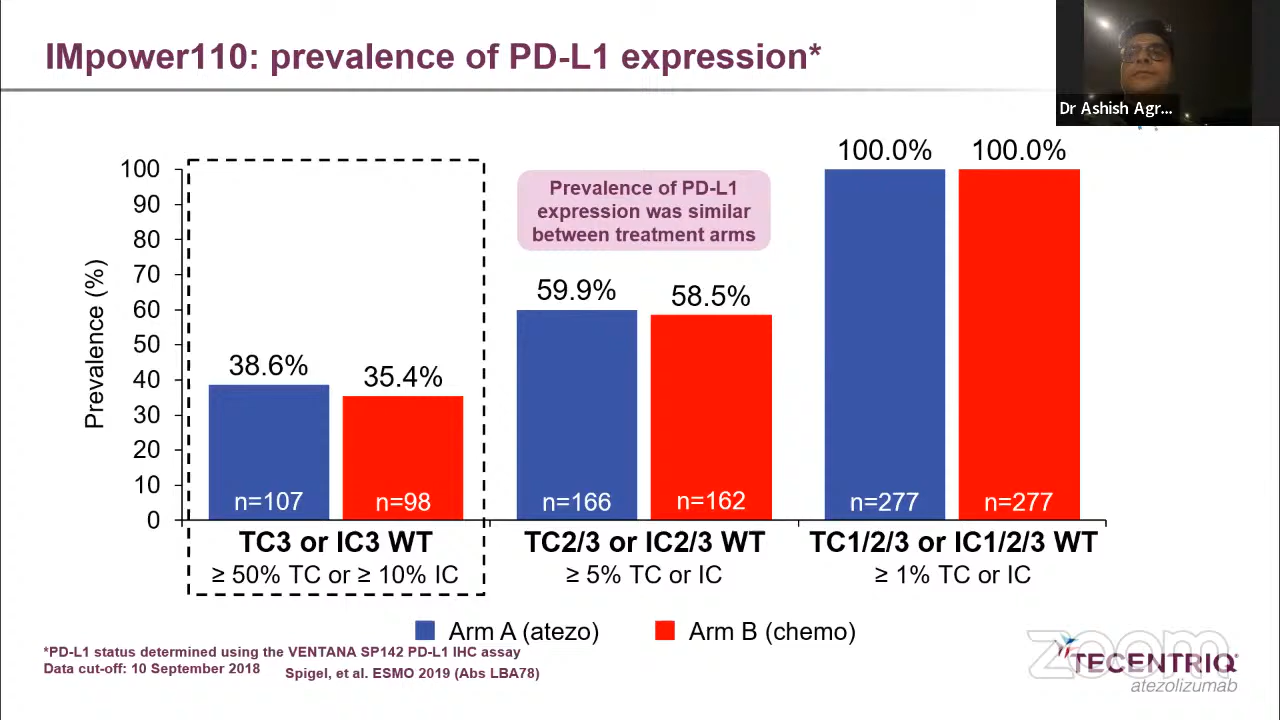 IMpower110: prevalence of PD-L1 expression*
Dr Ashish Agr...
Prevalence (%)
100
90
80
70
60
50
40
30
20
10
0
38.6%
35.4%
59.9%
58.5%
100.0%
100.0%
Prevalence of PD-L1
expression was similar
between treatment arms
n=107
n=98
n=166
n=162
n=277
n=277
TC3 or IC3 WT
≥ 50% TC or ≥ 10% IC
TC2/3 or IC2/3 WT
≥ 5% TC or IC
TC1/2/3 or IC1/2/3 WT
≥ 1% TC or IC
Arm A (atezo)
Arm B (chemo)
*PD-L1 status determined using the VENTANA SP142 PD-L1 IHC assay
Data cut-off: 10 September 2018
Spigel, et al. ESMO 2019 (Abs LBA78)
zoom
TECENTRIQ®
atezolizumab